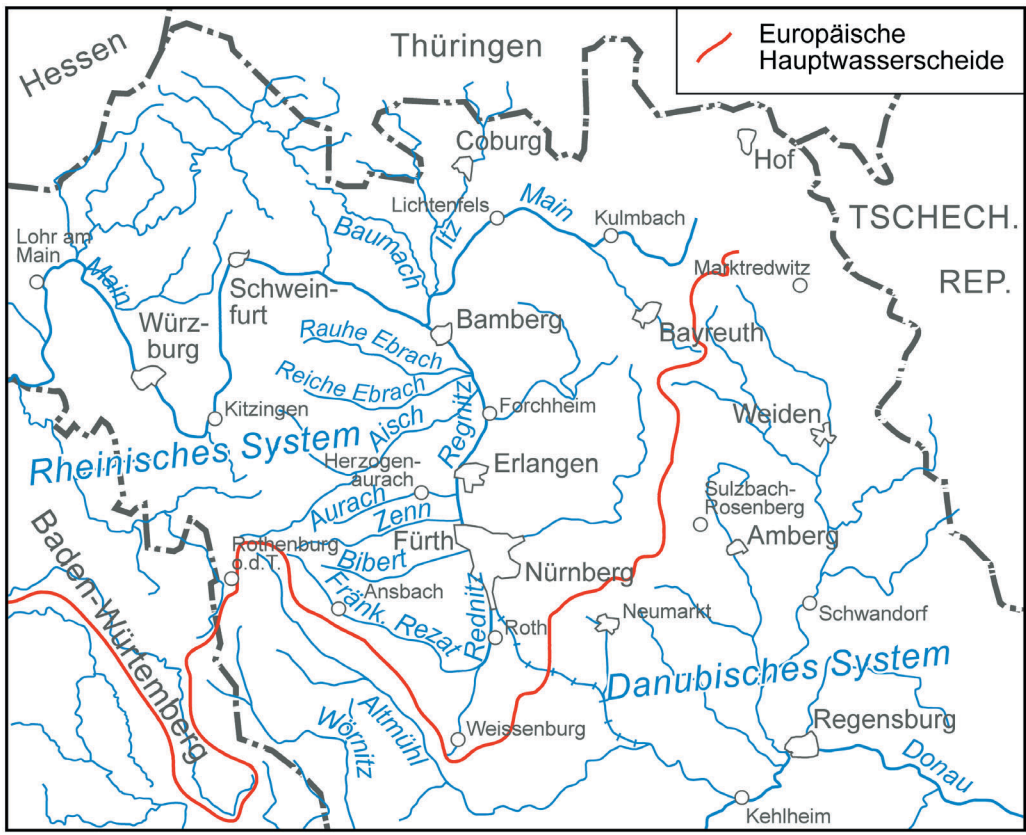 Europäische
Hauptwasserscheide
Hessen
Thüringen
Coburg
Hof
TSCHECH.
REP.
Lichtenfels
Main
Kulmbach
Itz
Baumach
Lohr am
Main
Main
Marktredwitz
Schwein-
furt
Würz-
burg
Bamberg
Bayreuth
Rauhe Ebrach
Reiche Ebrach
Kitzingen
Aisch
Regnitz
Forchheim
Weiden
Rheinisches System
Herzogen-
aurach
Erlangen
Sulzbach-
Rosenberg
Aurach
Zenn
Fürth
Amberg
Rothenburg
o.d.T.
Bibert
Nürnberg
Baden-Würtemberg
Ansbach
Fränk. Rezat
Rednitz
Roth
Neumarkt
Schwandorf
Danubisches System
Altmühl
Wörnitz
Weissenburg
Regensburg
Donau
Kehlheim